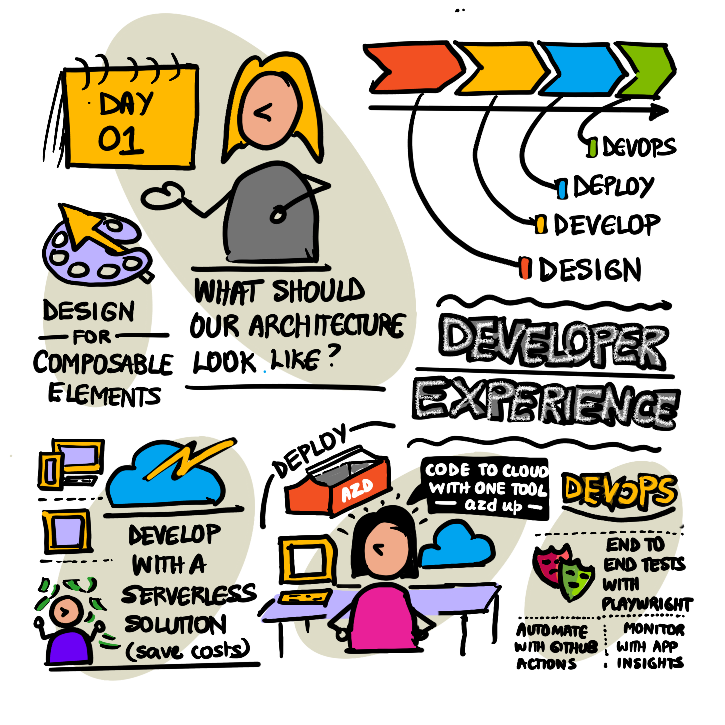 DAY
01
WHAT SHOULD
OUR ARCHITECTURE
LOOK LIKE?
DESIGN
FOR
COMPOSABLE
ELEMENTS
DEVOPS
DEPLOY
DEVELOP
DESIGN
DEVELOPER
EXPERIENCE
DEVELOP
WITH A
SERVERLESS
SOLUTION
(save costs)
DEPLOY
AZD
CODE TO CLOUD
WITH ONE TOOL
azd up
DEVOPS
END TO
END TESTS
WITH
PLAYWRIGHT
AUTOMATE
WITH GITHUB
ACTIONS
MONITOR
WITH APP
INSIGHTS